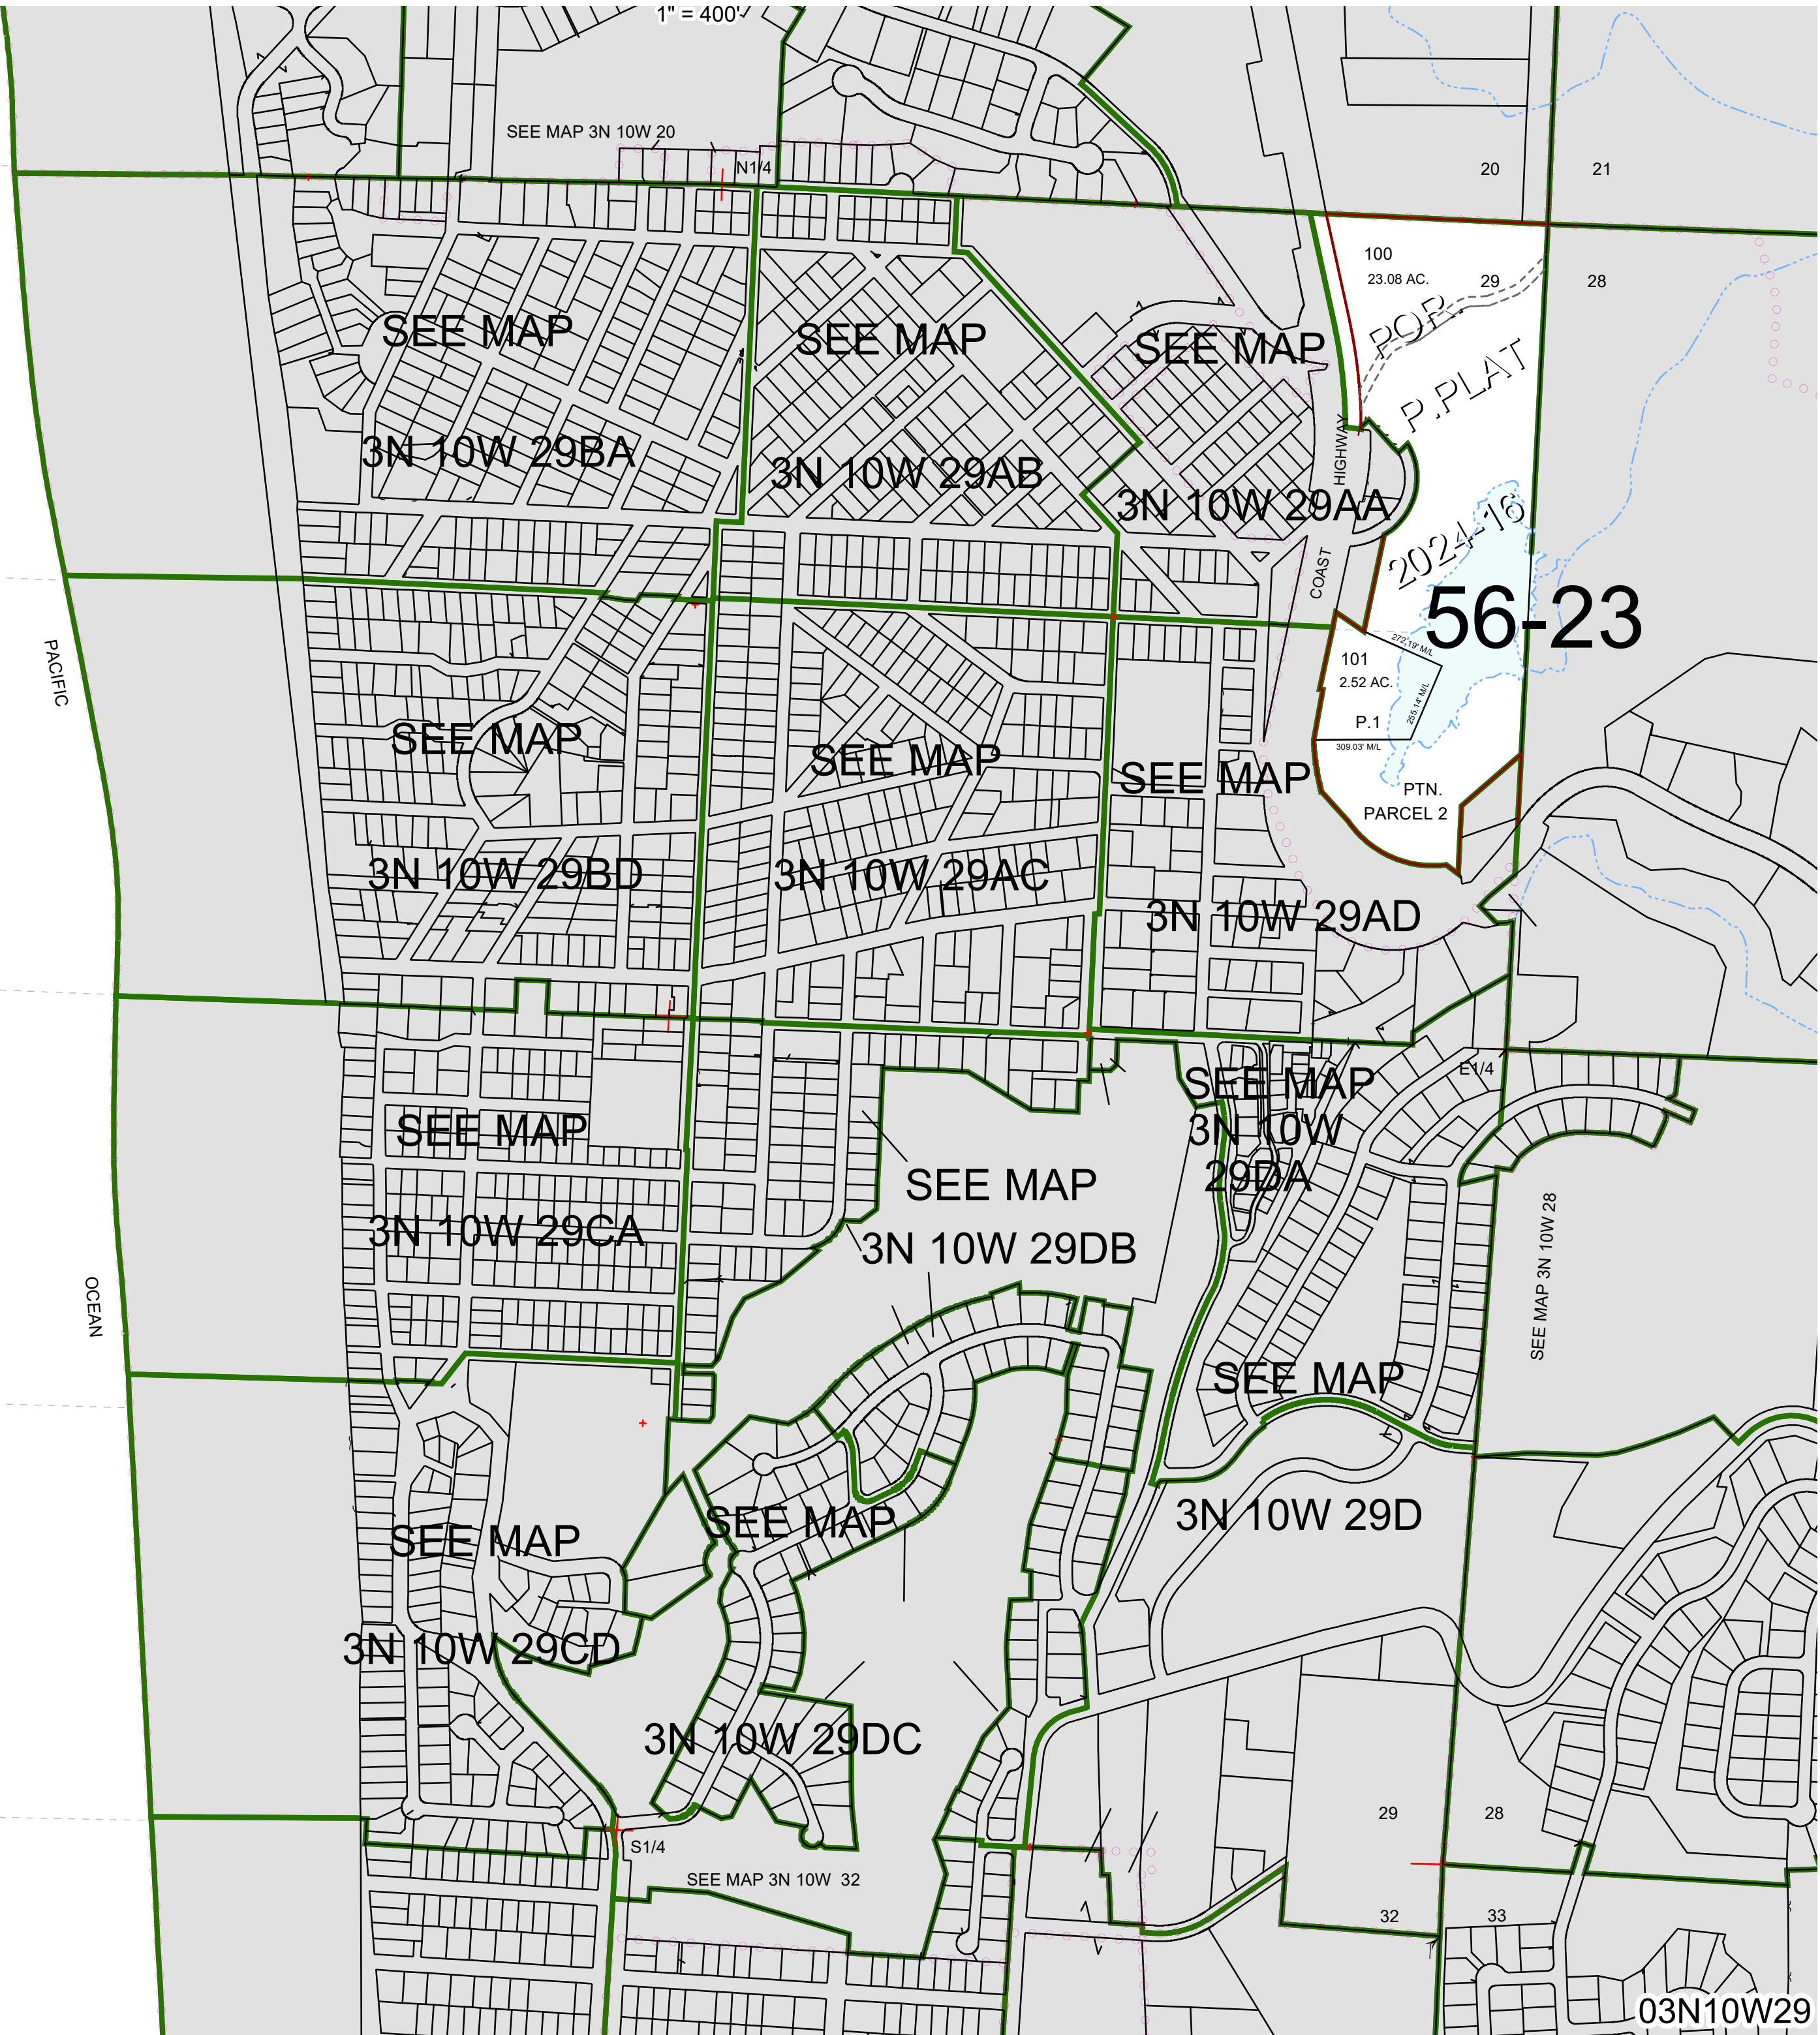 1" = 400'
SEE MAP 3N 10W 20
N1/4
20
21
100
23.08 AC.
29
28
POR.
P.PLAT
2024-16
SEE MAP
3N 10W 29BA
SEE MAP
3N 10W 29AB
SEE MAP
3N 10W 29AA
HIGHWAY
COAST
56-23
272.19' M/L
101
2.52 AC.
255.14' M/L
P.1
309.03' M/L
PTN.
PARCEL 2
PACIFIC
SEE MAP
3N 10W 29BD
SEE MAP
3N 10W 29AC
SEE MAP
3N 10W 29AD
E1/4
SEE MAP
3N 10W
29DA
SEE MAP
3N 10W 29CA
SEE MAP
3N 10W 29DB
OCEAN
SEE MAP 3N 10W 28
SEE MAP
3N 10W 29D
SEE MAP
3N 10W 29CD
SEE MAP
3N 10W 29DC
29
28
S1/4
SEE MAP 3N 10W 32
32
33
03N10W29